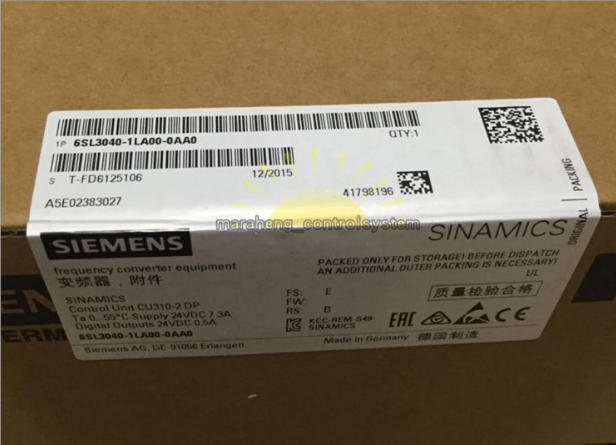 1P 6SL3040-1LA00-0AA0
QTY:1
S T-FD6125106
12/2015
41798196
A5E02383027
ORIGINAL PACKING
maraheng_controlsystem
SIEMENS
SINAMICS
frequency converter equipment
变频器，附件
PACKED ONLY FOR STORAGE! BEFORE DISPATCH
AN ADDITIONAL OUTER PACKING IS NECESSARY!
SINAMICS
Control Unit CU310-2 DP
Ta 0...55°C Supply 24VDC 7.3A
Digital Outputs 24VDC 0.5A
6SL3040-1LA00-0AA0
FS: E
FW:
RS: B
质量检验合格
KCC-REM-S49-
SINAMICS
EAC
CE
Siemens AG, DE-91056 Erlangen
Made in Germany 德国制造